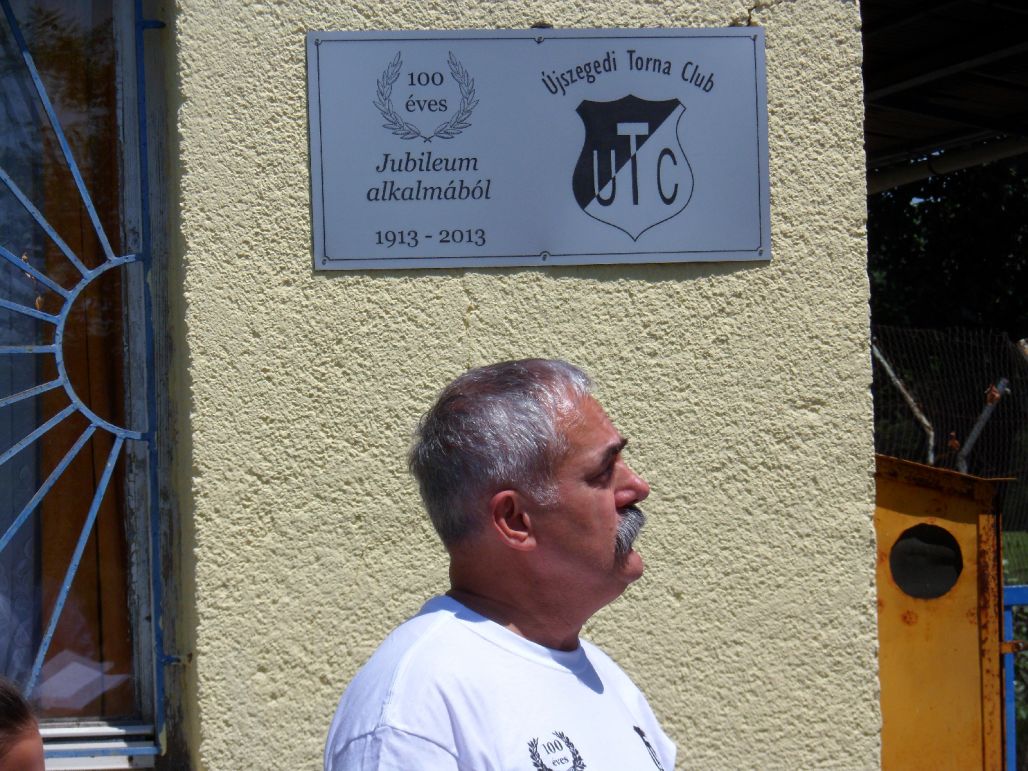 100
éves
Jubileum
alkalmából
1913 - 2013
Újszegedi Torna Club
UTC
100
éves